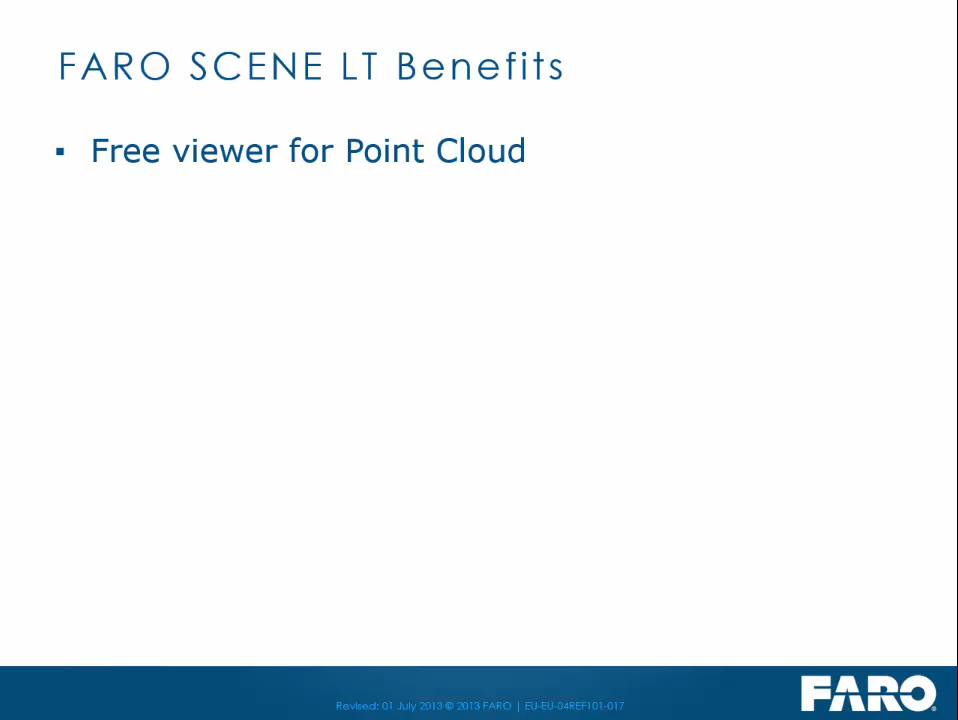 FARO SCENE LT Benefits
▪ Free viewer for Point Cloud
Revised: 01 July 2013 © 2013 FARO | EU-EU-04REF101-017
FARO